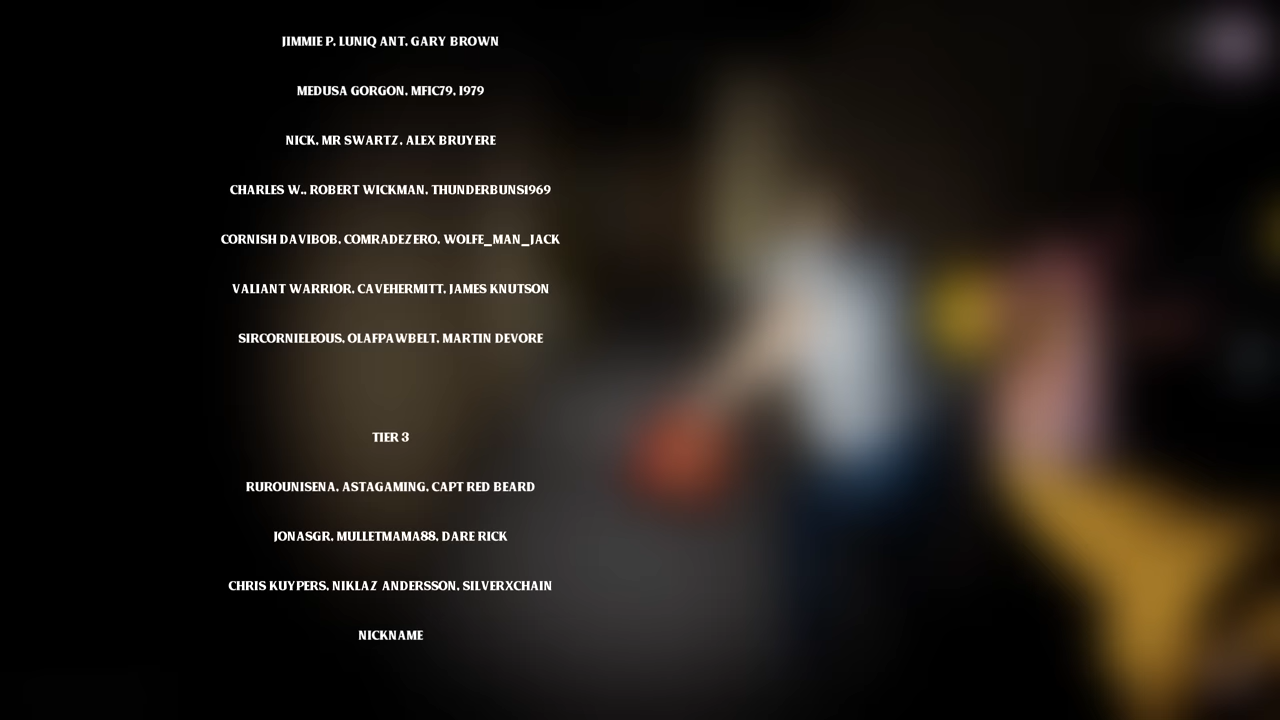 JIMMIE P, LUNIQ ANT, GARY BROWN
MEDUSA GORGON, MFIC79, 1979
NICK, MR SWARTZ, ALEX BRUYERE
CHARLES W., ROBERT WICKMAN, THUNDERBUNS1969
CORNISH DAVIBOB, COMRADEZERO, WOLFE_MAN_JACK
VALIANT WARRIOR, CAVEHERMITT, JAMES KNUTSON
SIRCORNIELEOUS, OLAFPAWBELT, MARTIN DEVORE
TIER 3
RUROUNISENA, ASTAGAMING, CAPT RED BEARD
JONASGR, MULLETMAMA88, DARE RICK
CHRIS KUYPERS, NIKLAZ ANDERSSON, SILVERXCHAIN
NICKNAME